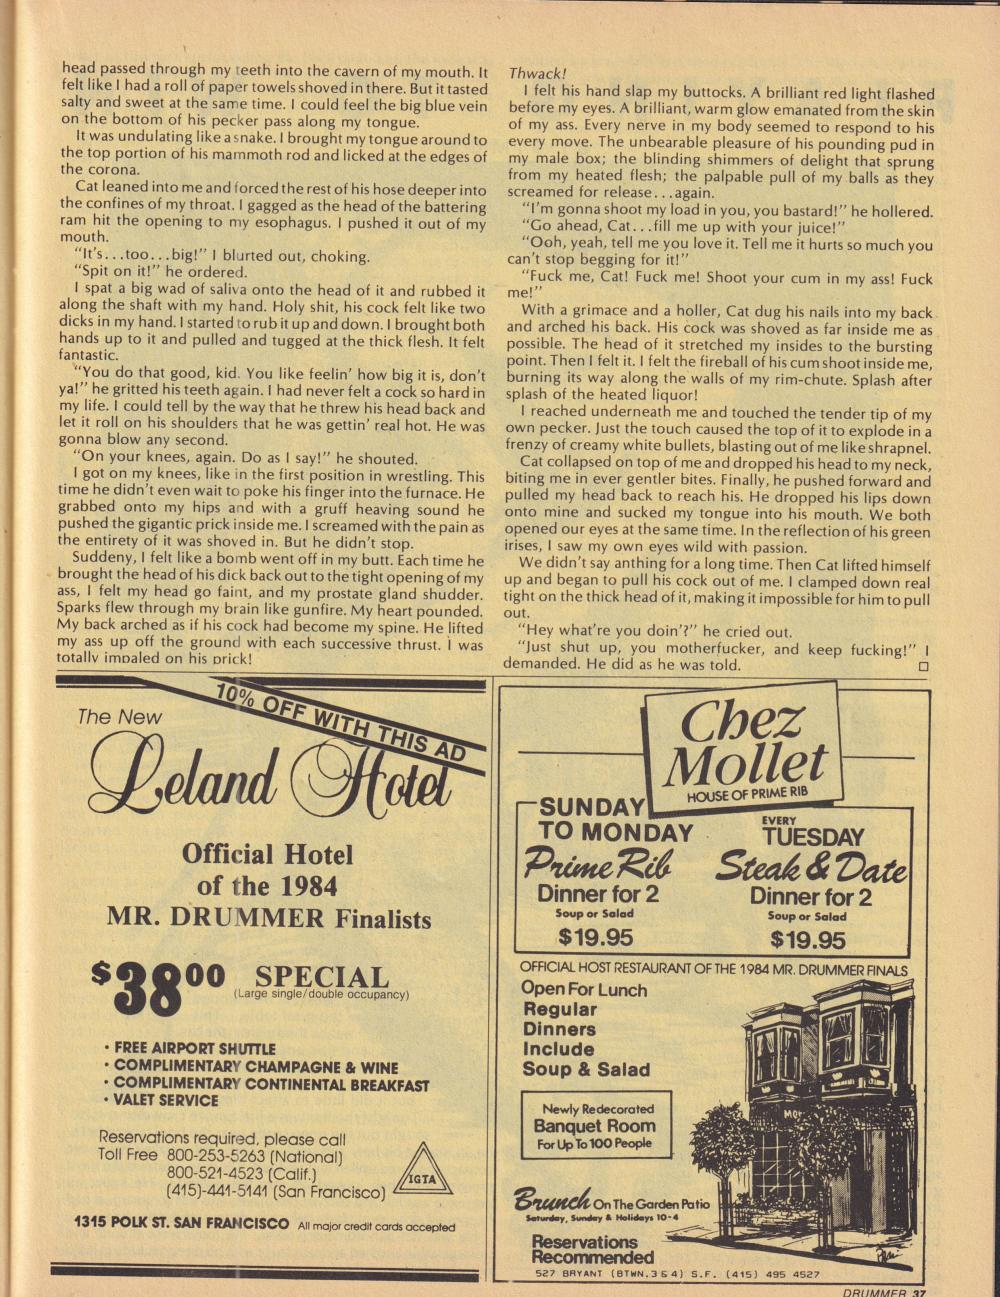 head passed through my teeth into the cavern of my mouth. It
felt like I had a roll of paper towels shoved in there. But it tasted
salty and sweet at the same time. I could feel the big blue vein
on the bottom of his pecker pass along my tongue.
It was undulating like a snake. I brought my tongue around to
the top portion of his mammoth rod and licked at the edges of
the corona.
Cat leaned into me and forced the rest of his hose deeper into
the confines of my throat. I gagged as the head of the battering
ram hit the opening to my esophagus. I pushed it out of my
mouth.
"It's...too...big!" I blurted out, choking.
"Spit on it!" he ordered.
I spat a big wad of saliva onto the head of it and rubbed it
along the shaft with my hand. Holy shit, his cock felt like two
dicks in my hand. I started to rub it up and down. I brought both
hands up to it and pulled and tugged at the thick flesh. It felt
fantastic.
"You do that good, kid. You like feelin' how big it is, don't
ya!" he gritted his teeth again. I had never felt a cock so hard in
my life. I could tell by the way that he threw his head back and
let it roll on his shoulders that he was gettin' real hot. He was
gonna blow any second.
"On your knees, again. Do as I say!" he shouted.
I got on my knees, like in the first position in wrestling. This
time he didn't even wait to poke his finger into the furnace. He
grabbed onto my hips and with a gruff heaving sound he
pushed the gigantic prick inside me. I screamed with the pain as
the entirety of it was shoved in. But he didn't stop.
Suddeny, I felt like a bomb went off in my butt. Each time he
brought the head of his dick back out to the tight opening of my
ass, I felt my head go faint, and my prostate gland shudder.
Sparks flew through my brain like gunfire. My heart pounded.
My back arched as if his cock had become my spine. He lifted
my ass up off the ground with each successive thrust. I was
totally impaled on his prick!
Thwack!
I felt his hand slap my buttocks. A brilliant red light flashed
before my eyes. A brilliant, warm glow emanated from the skin
of my ass. Every nerve in my body seemed to respond to his
every move. The unbearable pleasure of his pounding pud in
my male box; the blinding shimmers of delight that sprung
from my heated flesh; the palpable pull of my balls as they
screamed for release...again.
"I'm gonna shoot my load in you, you bastard!" he hollered.
"Go ahead, Cat...fill me up with your juice!"
"Ooh, yeah, tell me you love it. Tell me it hurts so much you
can't stop begging for it!"
"Fuck me, Cat! Fuck me! Shoot your cum in my ass! Fuck
me!"
With a grimace and a holler, Cat dug his nails into my back
and arched his back. His cock was shoved as far inside me as
possible. The head of it stretched my insides to the bursting
point. Then I felt it. I felt the fireball of his cum shoot inside me,
burning its way along the walls of my rim-chute. Splash after
splash of the heated liquor!
I reached underneath me and touched the tender tip of my
own pecker. Just the touch caused the top of it to explode in a
frenzy of creamy white bullets, blasting out of me like shrapnel.
Cat collapsed on top of me and dropped his head to my neck,
biting me in ever gentler bites. Finally, he pushed forward and
pulled my head back to reach his. He dropped his lips down
onto mine and sucked my tongue into his mouth. We both
opened our eyes at the same time. In the reflection of his green
irises, I saw my own eyes wild with passion.
We didn't say anthing for a long time. Then Cat lifted himself
up and began to pull his cock out of me. I clamped down real
tight on the thick head of it, making it impossible for him to pull
out.
"Hey what're you doin'?" he cried out.
"Just shut up, you motherfucker, and keep fucking!" I
demanded. He did as he was told. □
10% OFF WITH THIS AD
The New
Leland Hotel
Official Hotel
of the 1984
MR. DRUMMER Finalists
$38⁰⁰ SPECIAL
(Large single/double occupancy)
• FREE AIRPORT SHUTTLE
• COMPLIMENTARY CHAMPAGNE & WINE
• COMPLIMENTARY CONTINENTAL BREAKFAST
• VALET SERVICE
Reservations required, please call
Toll Free 800-253-5263 (National)
800-521-4523 (Calif.)
(415)-441-5141 (San Francisco)
IGTA
1315 POLK ST. SAN FRANCISCO All major credit cards accepted
Chez
Mollet
HOUSE OF PRIME RIB
SUNDAY
TO MONDAY
Prime Rib
Dinner for 2
Soup or Salad
$19.95
EVERY
TUESDAY
Steak & Date
Dinner for 2
Soup or Salad
$19.95
OFFICIAL HOST RESTAURANT OF THE 1984 MR. DRUMMER FINALS
Open For Lunch
Regular
Dinners
Include
Soup & Salad
Newly Redecorated
Banquet Room
For Up To 100 People
Brunch On The Garden Patio
Saturday, Sunday & Holidays 10-4
Reservations
Recommended
527 BRYANT (BTWN.3 & 4) S.F. (415) 495 4527
DRUMMER 37